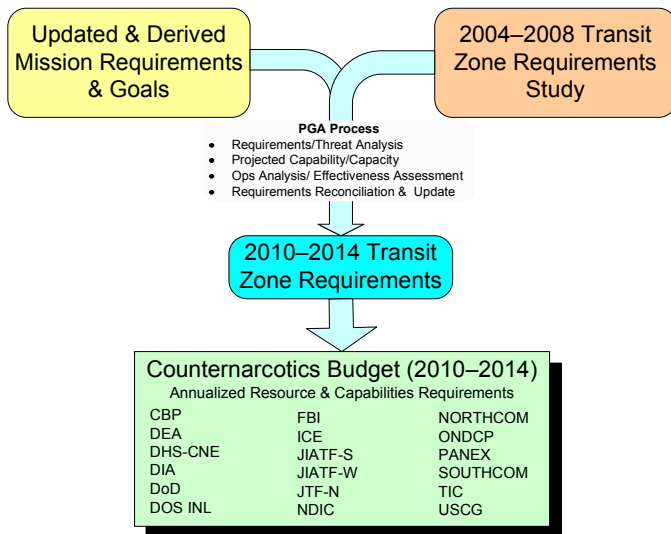 Updated & Derived
Mission Requirements
& Goals
2004–2008 Transit
Zone Requirements
Study
PGA Process
• Requirements/Threat Analysis
• Projected Capability/Capacity
• Ops Analysis/ Effectiveness Assessment
• Requirements Reconciliation & Update
2010–2014 Transit
Zone Requirements
Counternarcotics Budget (2010–2014)
Annualized Resource & Capabilities Requirements
CBP
DEA
DHS-CNE
DIA
DoD
DOS INL
FBI
ICE
JIATF-S
JIATF-W
JTF-N
NDIC
NORTHCOM
ONDCP
PANEX
SOUTHCOM
TIC
USCG